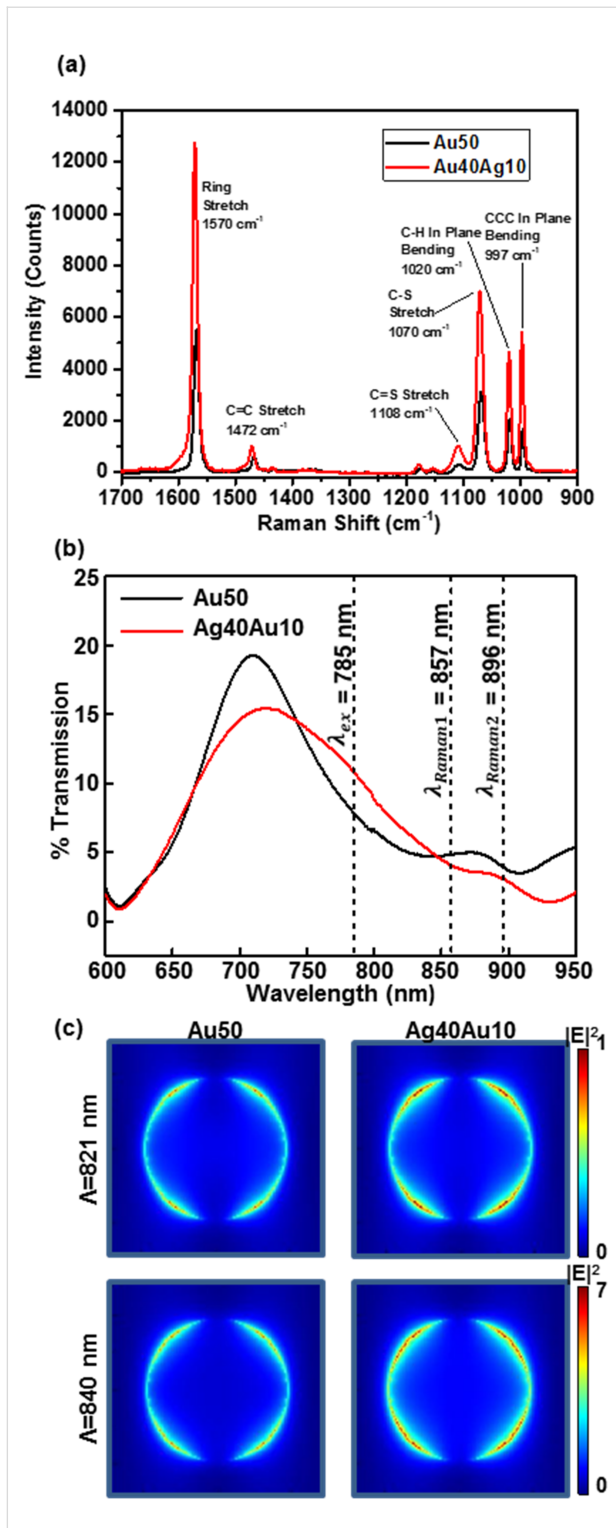 (a)
14000
12000
10000
8000
6000
4000
2000
0
Intensity (Counts)
Au50
Au40Ag10
Ring
Stretch
1570 cm⁻¹
C=C Stretch
1472 cm⁻¹
C-H In Plane
Bending
1020 cm⁻¹
CCC In Plane
Bending
997 cm⁻¹
C-S
Stretch
1070 cm⁻¹
C=S Stretch
1108 cm⁻¹
1700 1600 1500 1400 1300 1200 1100 1000 900
Raman Shift (cm⁻¹)
(b)
25
20
15
10
5
0
% Transmission
Au50
Ag40Au10
λex = 785 nm
λRaman1 = 857 nm
λRaman2 = 896 nm
600 650 700 750 800 850 900 950
Wavelength (nm)
(c)
Au50
Ag40Au10
|E|²
1
0
Λ=821 nm
|E|²
7
0
Λ=840 nm